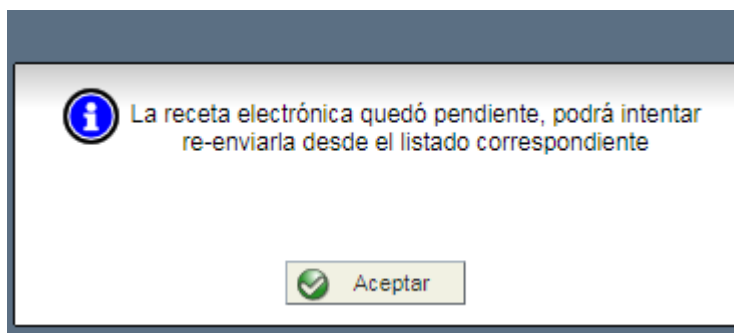 La receta electrónica quedó pendiente, podrá intentar
re-enviarla desde el listado correspondiente
Aceptar